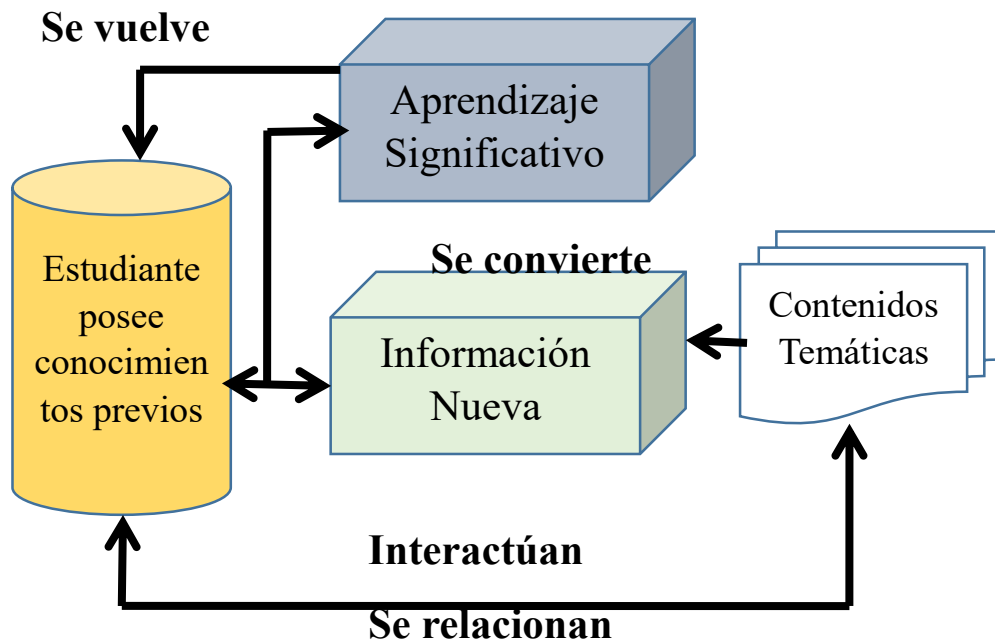 Se vuelve
Aprendizaje
Significativo
Estudiante
posee
conocimien
tos previos
Se convierte
Información
Nueva
Contenidos
Temáticas
Interactúan
Se relacionan